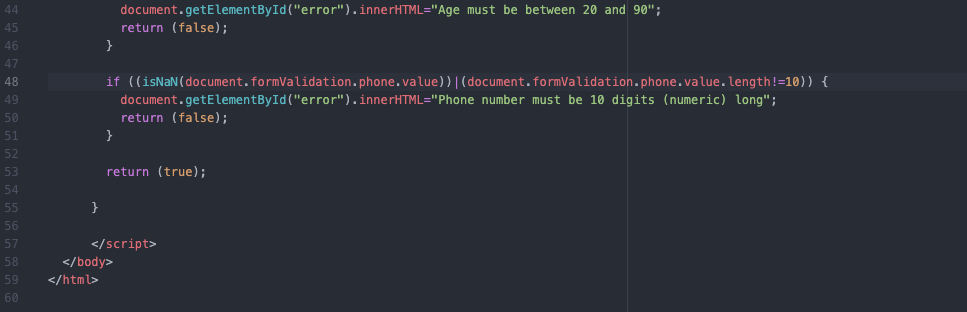 44 document.getElementById("error").innerHTML="Age must be between 20 and 90";
45 return (false);
46 }
47
48 if ((isNaN(document.formValidation.phone.value))|(document.formValidation.phone.value.length!=10)) {
49 document.getElementById("error").innerHTML="Phone number must be 10 digits (numeric) long";
50 return (false);
51 }
52
53 return (true);
54
55 }
56
57 </script>
58 </body>
59 </html>
60